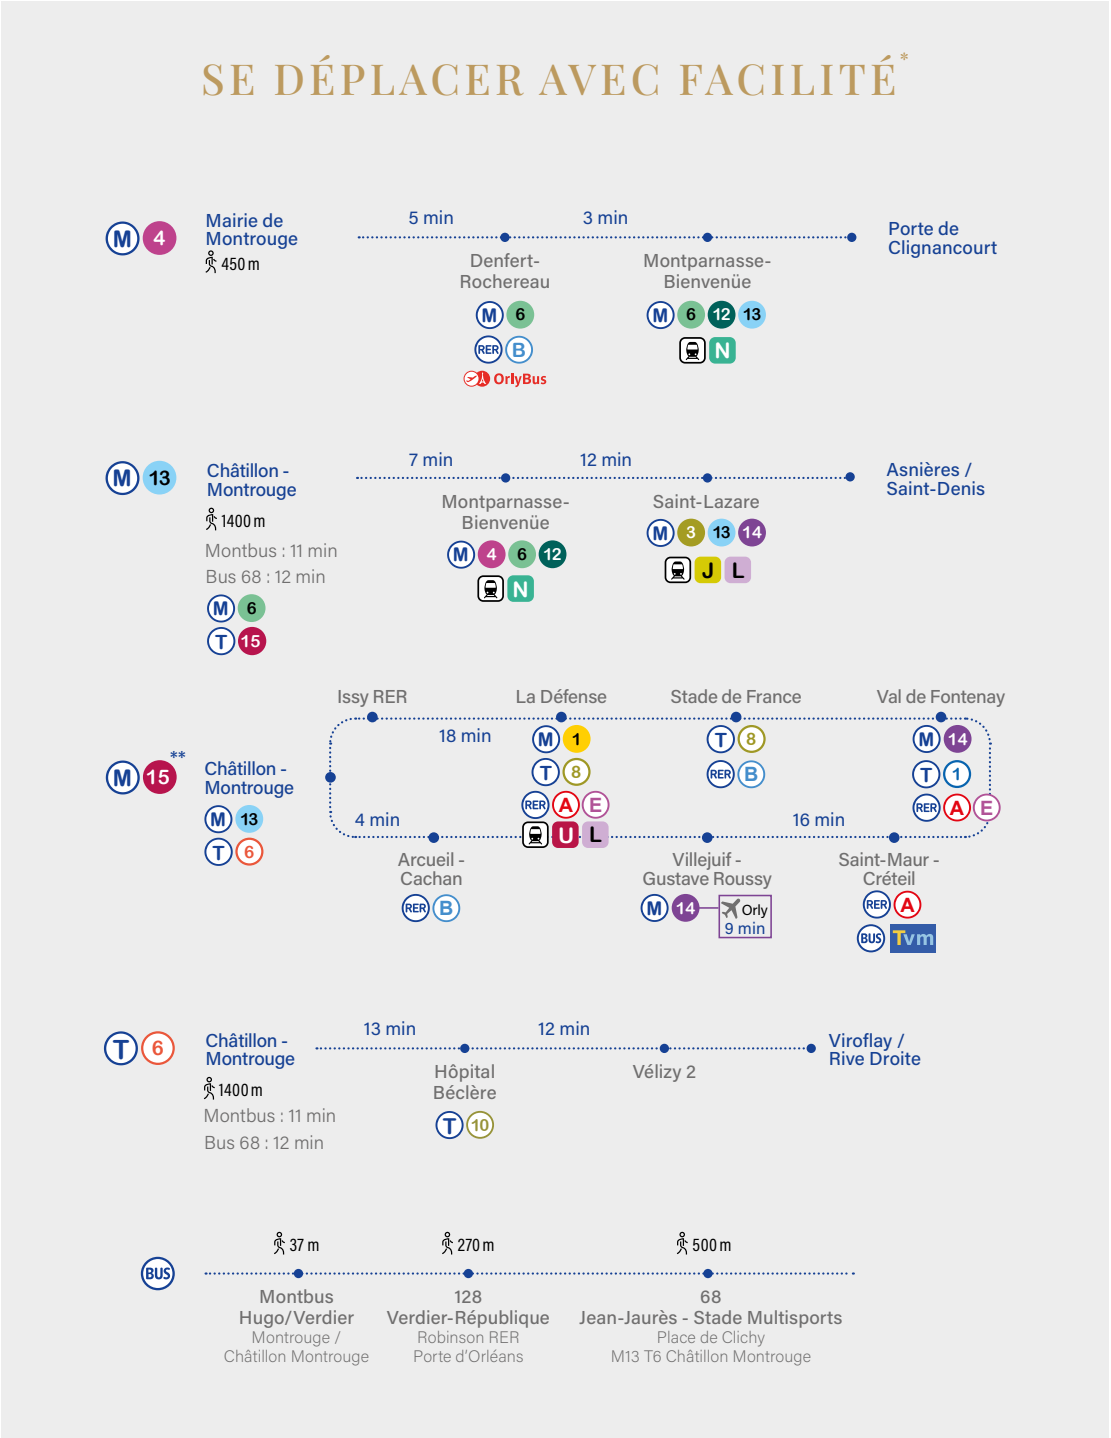 SE DÉPLACER AVEC FACILITÉ*
M 4
Mairie de
Montrouge
450 m
5 min
3 min
Denfert-
Rochereau
M 6
RER B
OrlyBus
Montparnasse-
Bienvenüe
M 6 12 13
N
Porte de
Clignancourt
M 13
Châtillon -
Montrouge
1400 m
Montbus : 11 min
Bus 68 : 12 min
M 6
T 15
7 min
12 min
Montparnasse-
Bienvenüe
M 4 6 12
N
Saint-Lazare
M 3 13 14
J L
Asnières /
Saint-Denis
M 15**
Châtillon -
Montrouge
M 13
T 6
Issy RER
18 min
La Défense
M 1
T 8
RER A E
U L
Stade de France
T 8
RER B
Val de Fontenay
M 14
T 1
RER A E
4 min
16 min
Arcueil -
Cachan
RER B
Villejuif -
Gustave Roussy
M 14
Orly
9 min
Saint-Maur -
Créteil
RER A
BUS Tvm
T 6
Châtillon -
Montrouge
1400 m
Montbus : 11 min
Bus 68 : 12 min
13 min
12 min
Hôpital
Béclère
T 10
Vélizy 2
Viroflay /
Rive Droite
BUS
37 m
Montbus
Hugo/Verdier
Montrouge /
Châtillon Montrouge
270 m
128
Verdier-République
Robinson RER
Porte d'Orléans
500 m
68
Jean-Jaurès - Stade Multisports
Place de Clichy
M13 T6 Châtillon Montrouge